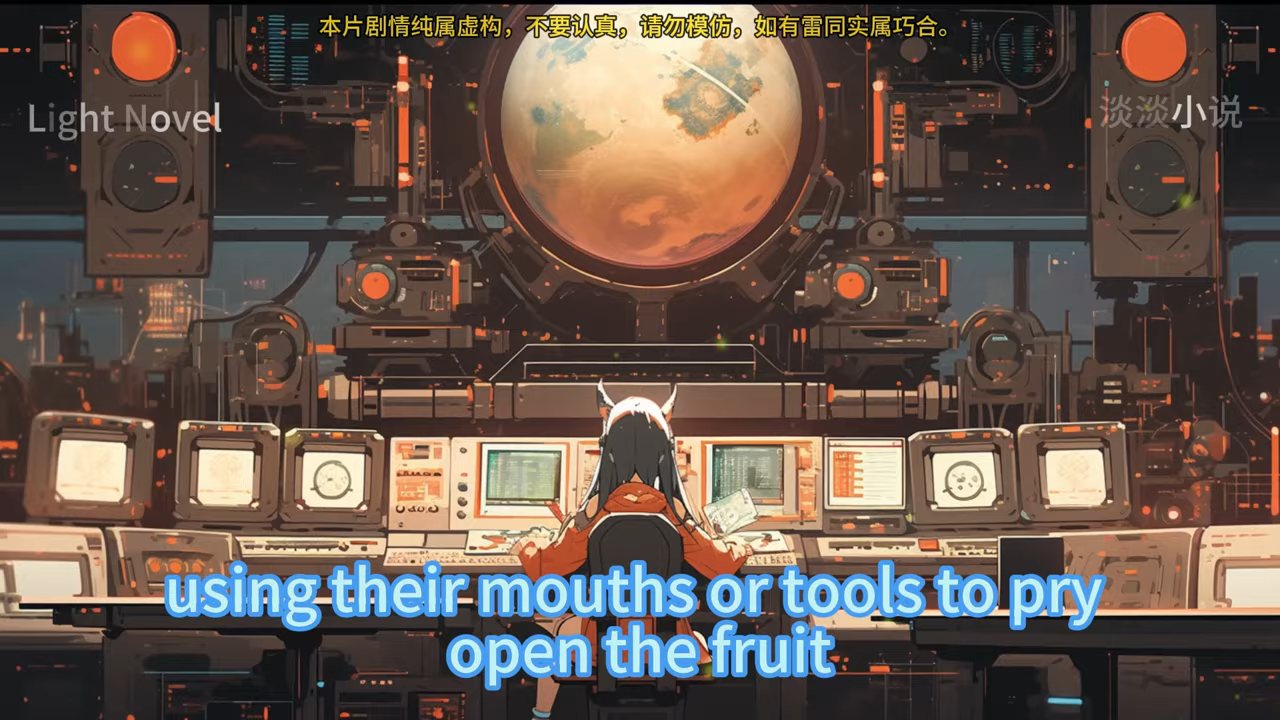 本片剧情纯属虚构，不要认真，请勿模仿，如有雷同实属巧合。
Light Novel
淡淡小说
using their mouths or tools to pry
open the fruit